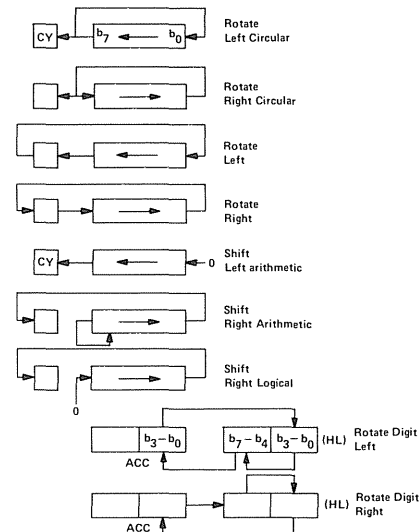 CY b7 b0
Rotate
Left Circular
Rotate
Right Circular
Rotate
Left
Rotate
Right
CY 0
Shift
Left arithmetic
Shift
Right Arithmetic
Shift
Right Logical
0
b3–b0 b7 – b4 b3–b0 (HL)
Rotate Digit
Left
ACC
(HL)
Rotate Digit
Right
ACC